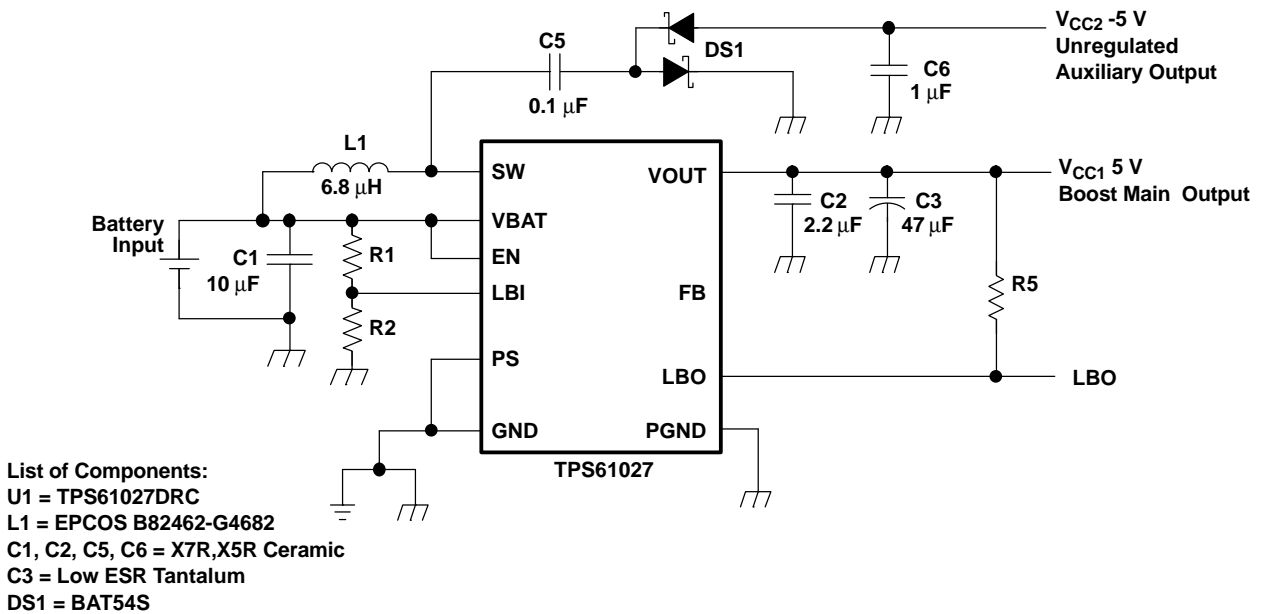 VCC2 -5 V
Unregulated
Auxiliary Output
C5
0.1 µF
DS1
C6
1 µF
L1
6.8 µH
SW
VOUT
VCC1 5 V
Boost Main Output
C2
2.2 µF
C3
47 µF
Battery
Input
VBAT
C1
10 µF
R1
EN
LBI
FB
R5
R2
PS
LBO
LBO
GND
PGND
TPS61027
List of Components:
U1 = TPS61027DRC
L1 = EPCOS B82462-G4682
C1, C2, C5, C6 = X7R,X5R Ceramic
C3 = Low ESR Tantalum
DS1 = BAT54S